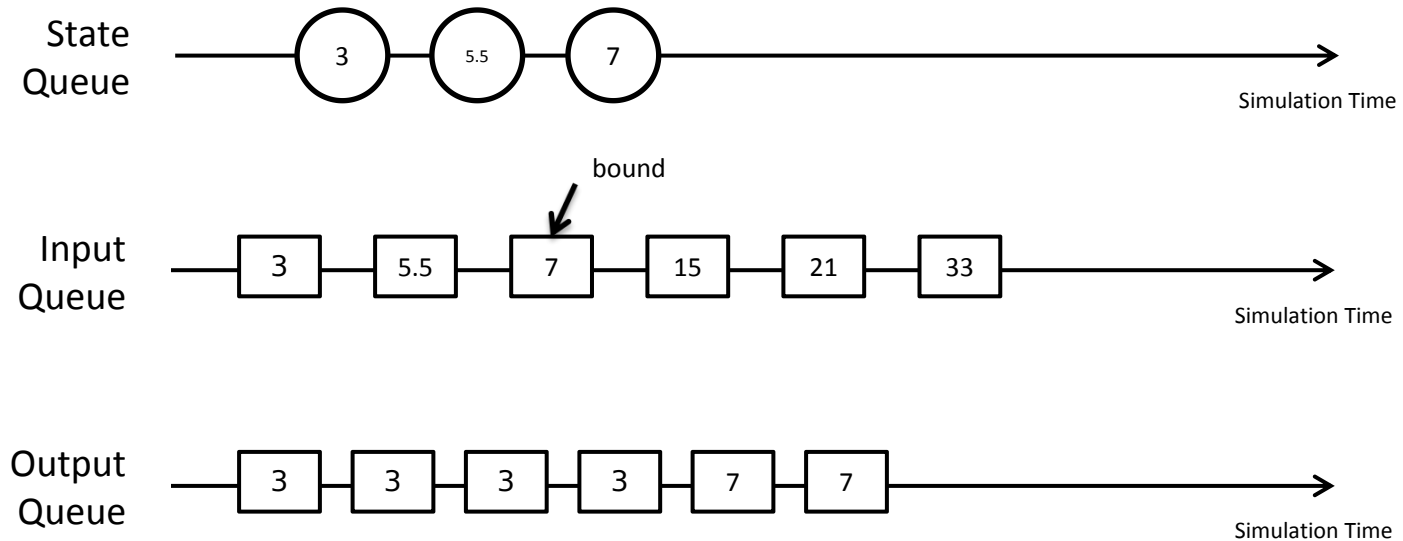 State
Queue
3 5.5 7
Simulation Time
bound
Input
Queue
3 5.5 7 15 21 33
Simulation Time
Output
Queue
3 3 3 3 7 7
Simulation Time